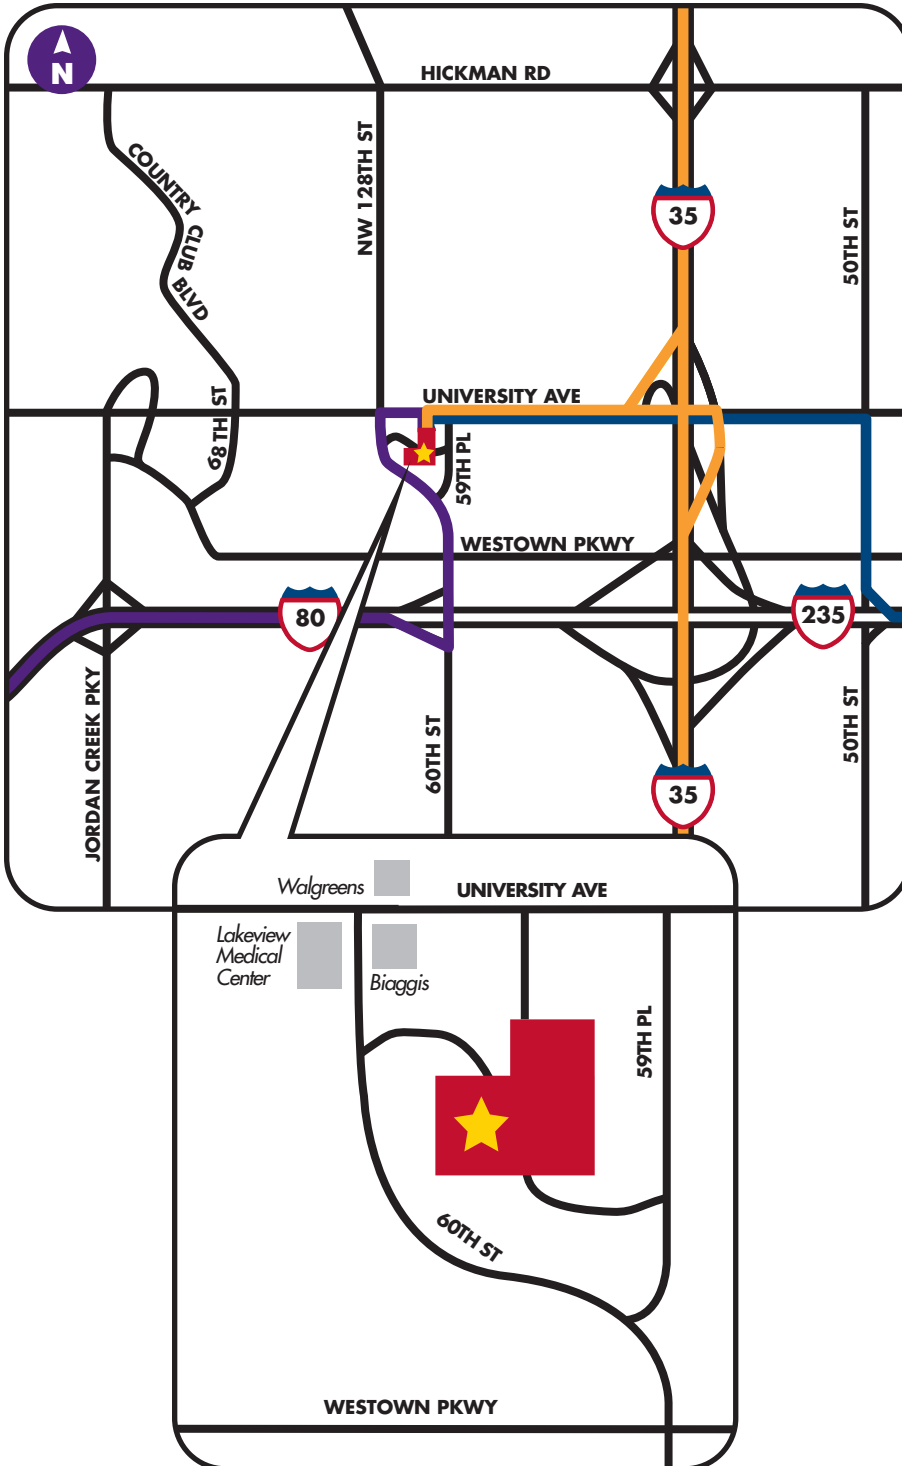 N
HICKMAN RD
COUNTRY CLUB BLVD
NW 128TH ST
35
50TH ST
68TH ST
UNIVERSITY AVE
59TH PL
WESTOWN PKWY
80
235
JORDAN CREEK PKY
60TH ST
50TH ST
35
Walgreens
UNIVERSITY AVE
Lakeview
Medical
Center
Biaggis
59TH PL
60TH ST
WESTOWN PKWY